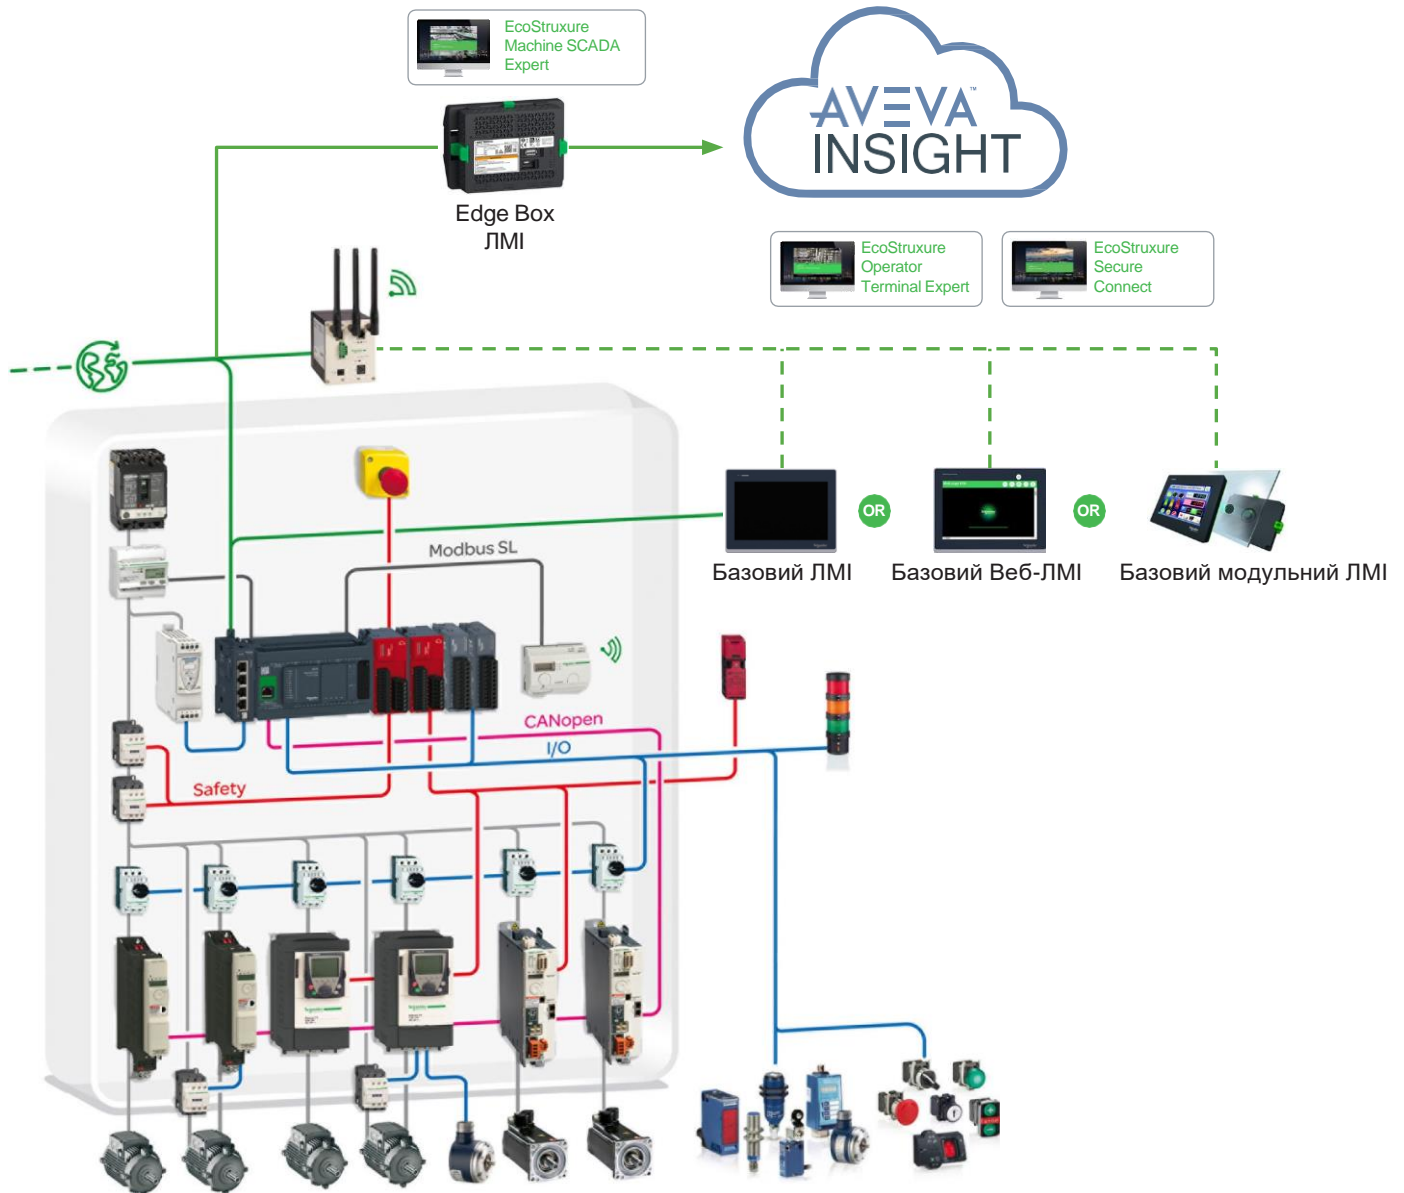 EcoStruxure
Machine SCADA
Expert
AVEVA™
INSIGHT
Edge Box
ЛМІ
EcoStruxure
Operator
Terminal Expert
EcoStruxure
Secure
Connect
OR
OR
Базовий ЛМІ
Базовий Веб-ЛМІ
Базовий модульний ЛМІ
Modbus SL
CANopen
I/O
Safety